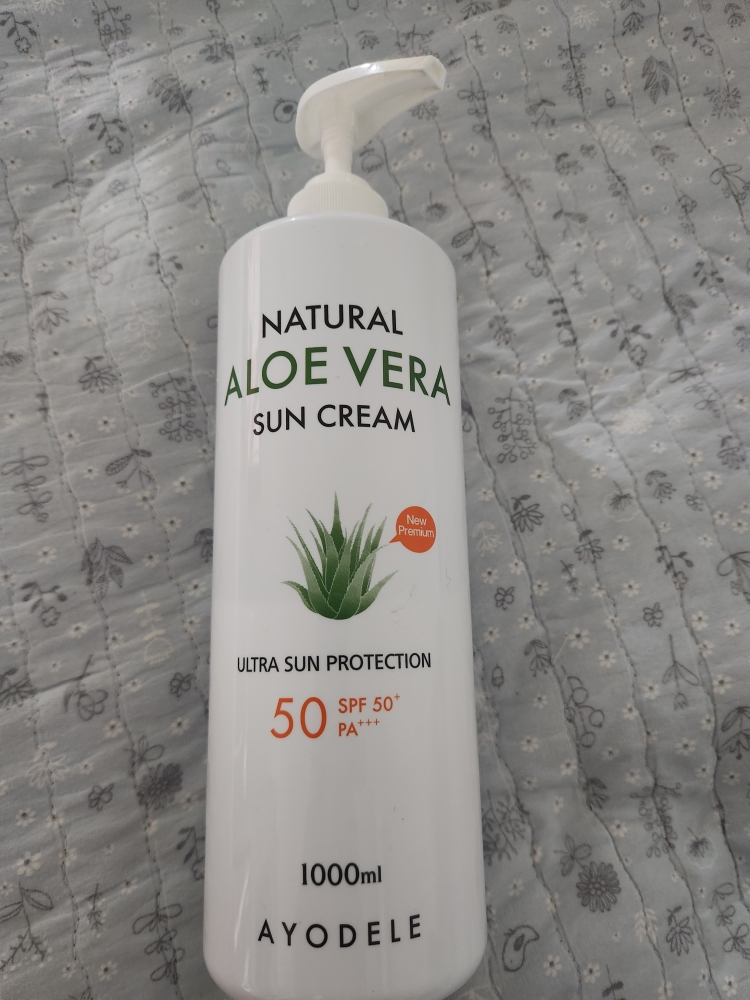 NATURAL
ALOE VERA
SUN CREAM
New
Premium
ULTRA SUN PROTECTION
50 SPF 50+
PA+++
1000ml
AYODELE